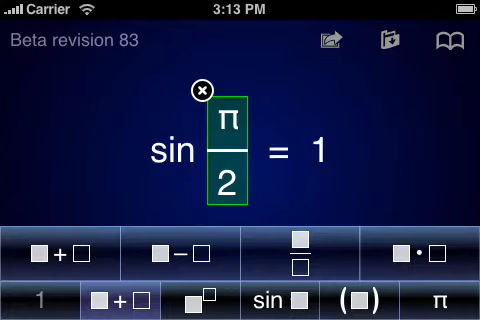 Carrier 3:13 PM
Beta revision 83
sin π/2 = 1
□ + □ □ – □ □/□ □ · □
1 □ + □ □^□ sin □ (□) π